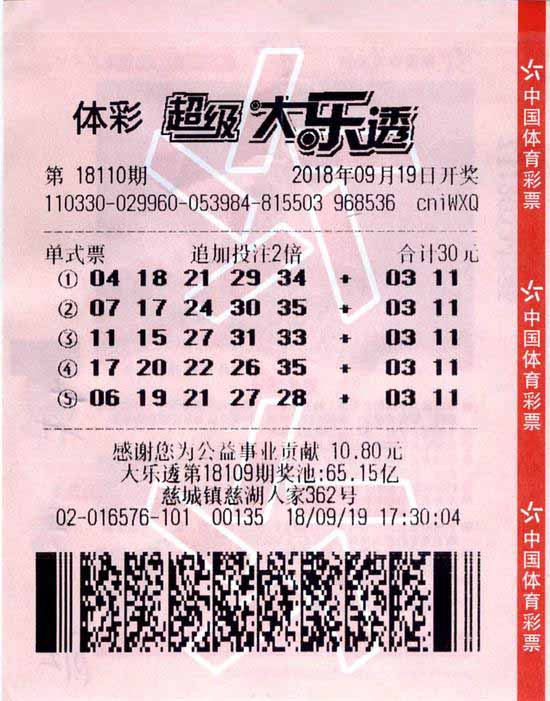 体彩 超级大乐透
第 18110期 2018年09月19日开奖
110330-029960-053984-815503 968536 cniWXQ
单式票 追加投注2倍 合计30元
① 04 18 21 29 34 + 03 11
② 07 17 24 30 35 + 03 11
③ 11 15 27 31 33 + 03 11
④ 17 20 22 26 35 + 03 11
⑤ 06 19 21 27 28 + 03 11
感谢您为公益事业贡献 10.80元
大乐透第18109期奖池:65.15亿
慈城镇慈湖人家362号
02-016576-101 00135 18/09/19 17:30:04
中国体育彩票
中国体育彩票
中国体育彩票